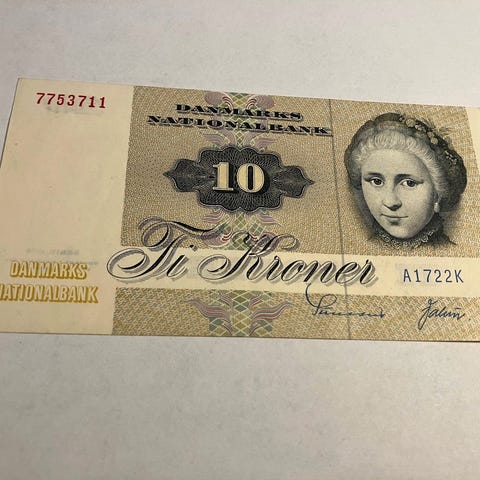 7753711
DANMARKS
NATIONALBANK
10
Ti Kroner
A1722K
DANMARKS
NATIONALBANK